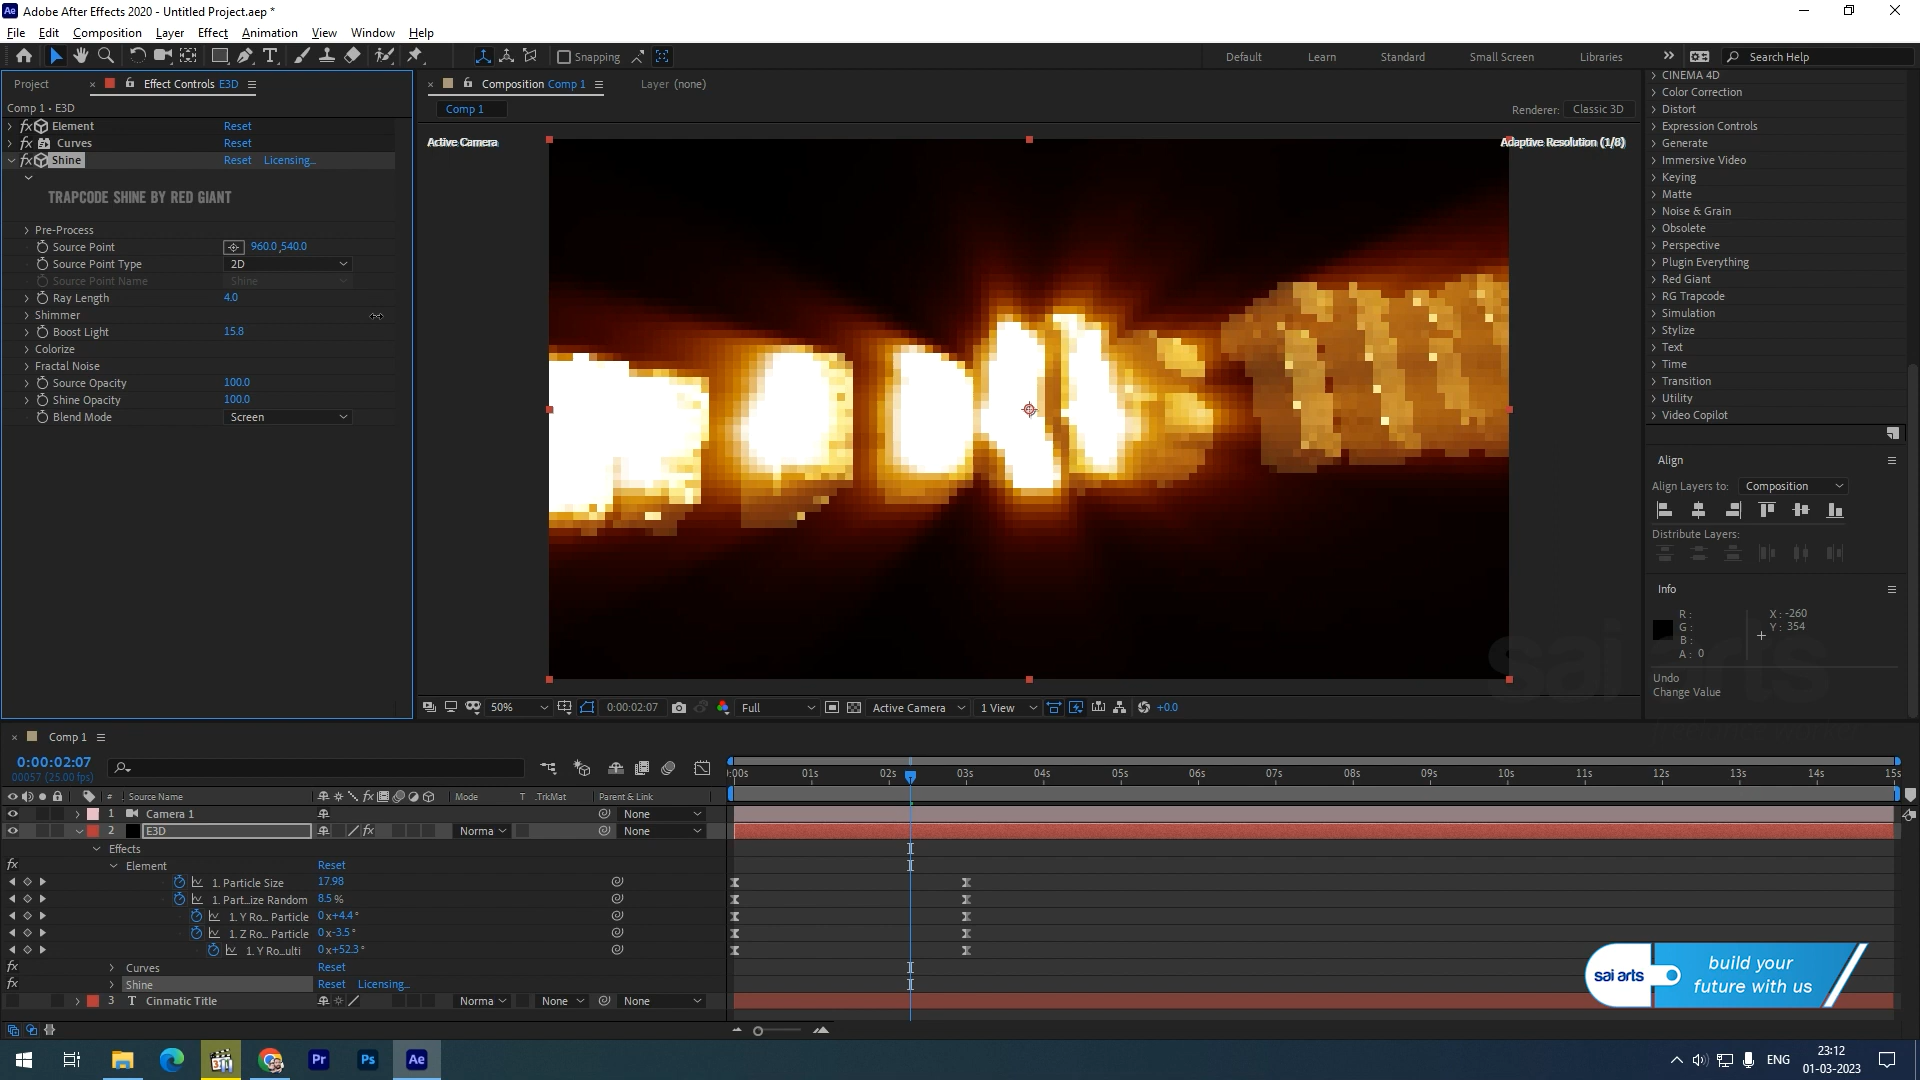 Adobe After Effects 2020 - Untitled Project.aep *
File Edit Composition Layer Effect Animation View Window Help
Snapping
Default Learn Standard Small Screen Libraries
Search Help
Project
Effect Controls E3D
Composition Comp 1
Layer (none)
Comp 1 • E3D
Comp 1
Renderer: Classic 3D
Element Reset
Curves Reset
Shine Reset Licensing...
TRAPCODE SHINE BY RED GIANT
Pre-Process
Source Point 960.0,540.0
Source Point Type 2D
Source Point Name Shine
Ray Length 4.0
Shimmer
Boost Light 15.8
Colorize
Fractal Noise
Source Opacity 100.0
Shine Opacity 100.0
Blend Mode Screen
Active Camera
Adaptive Resolution (1/8)
50% 0:00:02:07 Full Active Camera 1 View +0.0
CINEMA 4D
Color Correction
Distort
Expression Controls
Generate
Immersive Video
Keying
Matte
Noise & Grain
Obsolete
Perspective
Plugin Everything
Red Giant
RG Trapcode
Simulation
Stylize
Text
Time
Transition
Utility
Video Copilot
Align
Align Layers to: Composition
Distribute Layers:
Info
R :
G :
B :
A : 0
X : -260
Y : 354
sai arts
Undo
Change Value
Comp 1
0:00:02:07
00057 (25.00 fps)
# Source Name Mode T .TrkMat Parent & Link
:00s 01s 02s 03s 04s 05s 06s 07s 08s 09s 10s 11s 12s 13s 14s 15s
1 Camera 1 None
2 E3D Norma None
Effects
Element Reset
1. Particle Size 17.98
1. Part...ize Random 8.5 %
1. Y Ro... Particle 0x+4.4°
1. Z Ro... Particle 0x-3.5°
1. Y Ro...ulti 0x+52.3°
Curves Reset
Shine Reset Licensing...
3 T Cinmatic Title Norma None None
sai arts
build your
future with us
Pr Ps Ae
ENG
23:12
01-03-2023